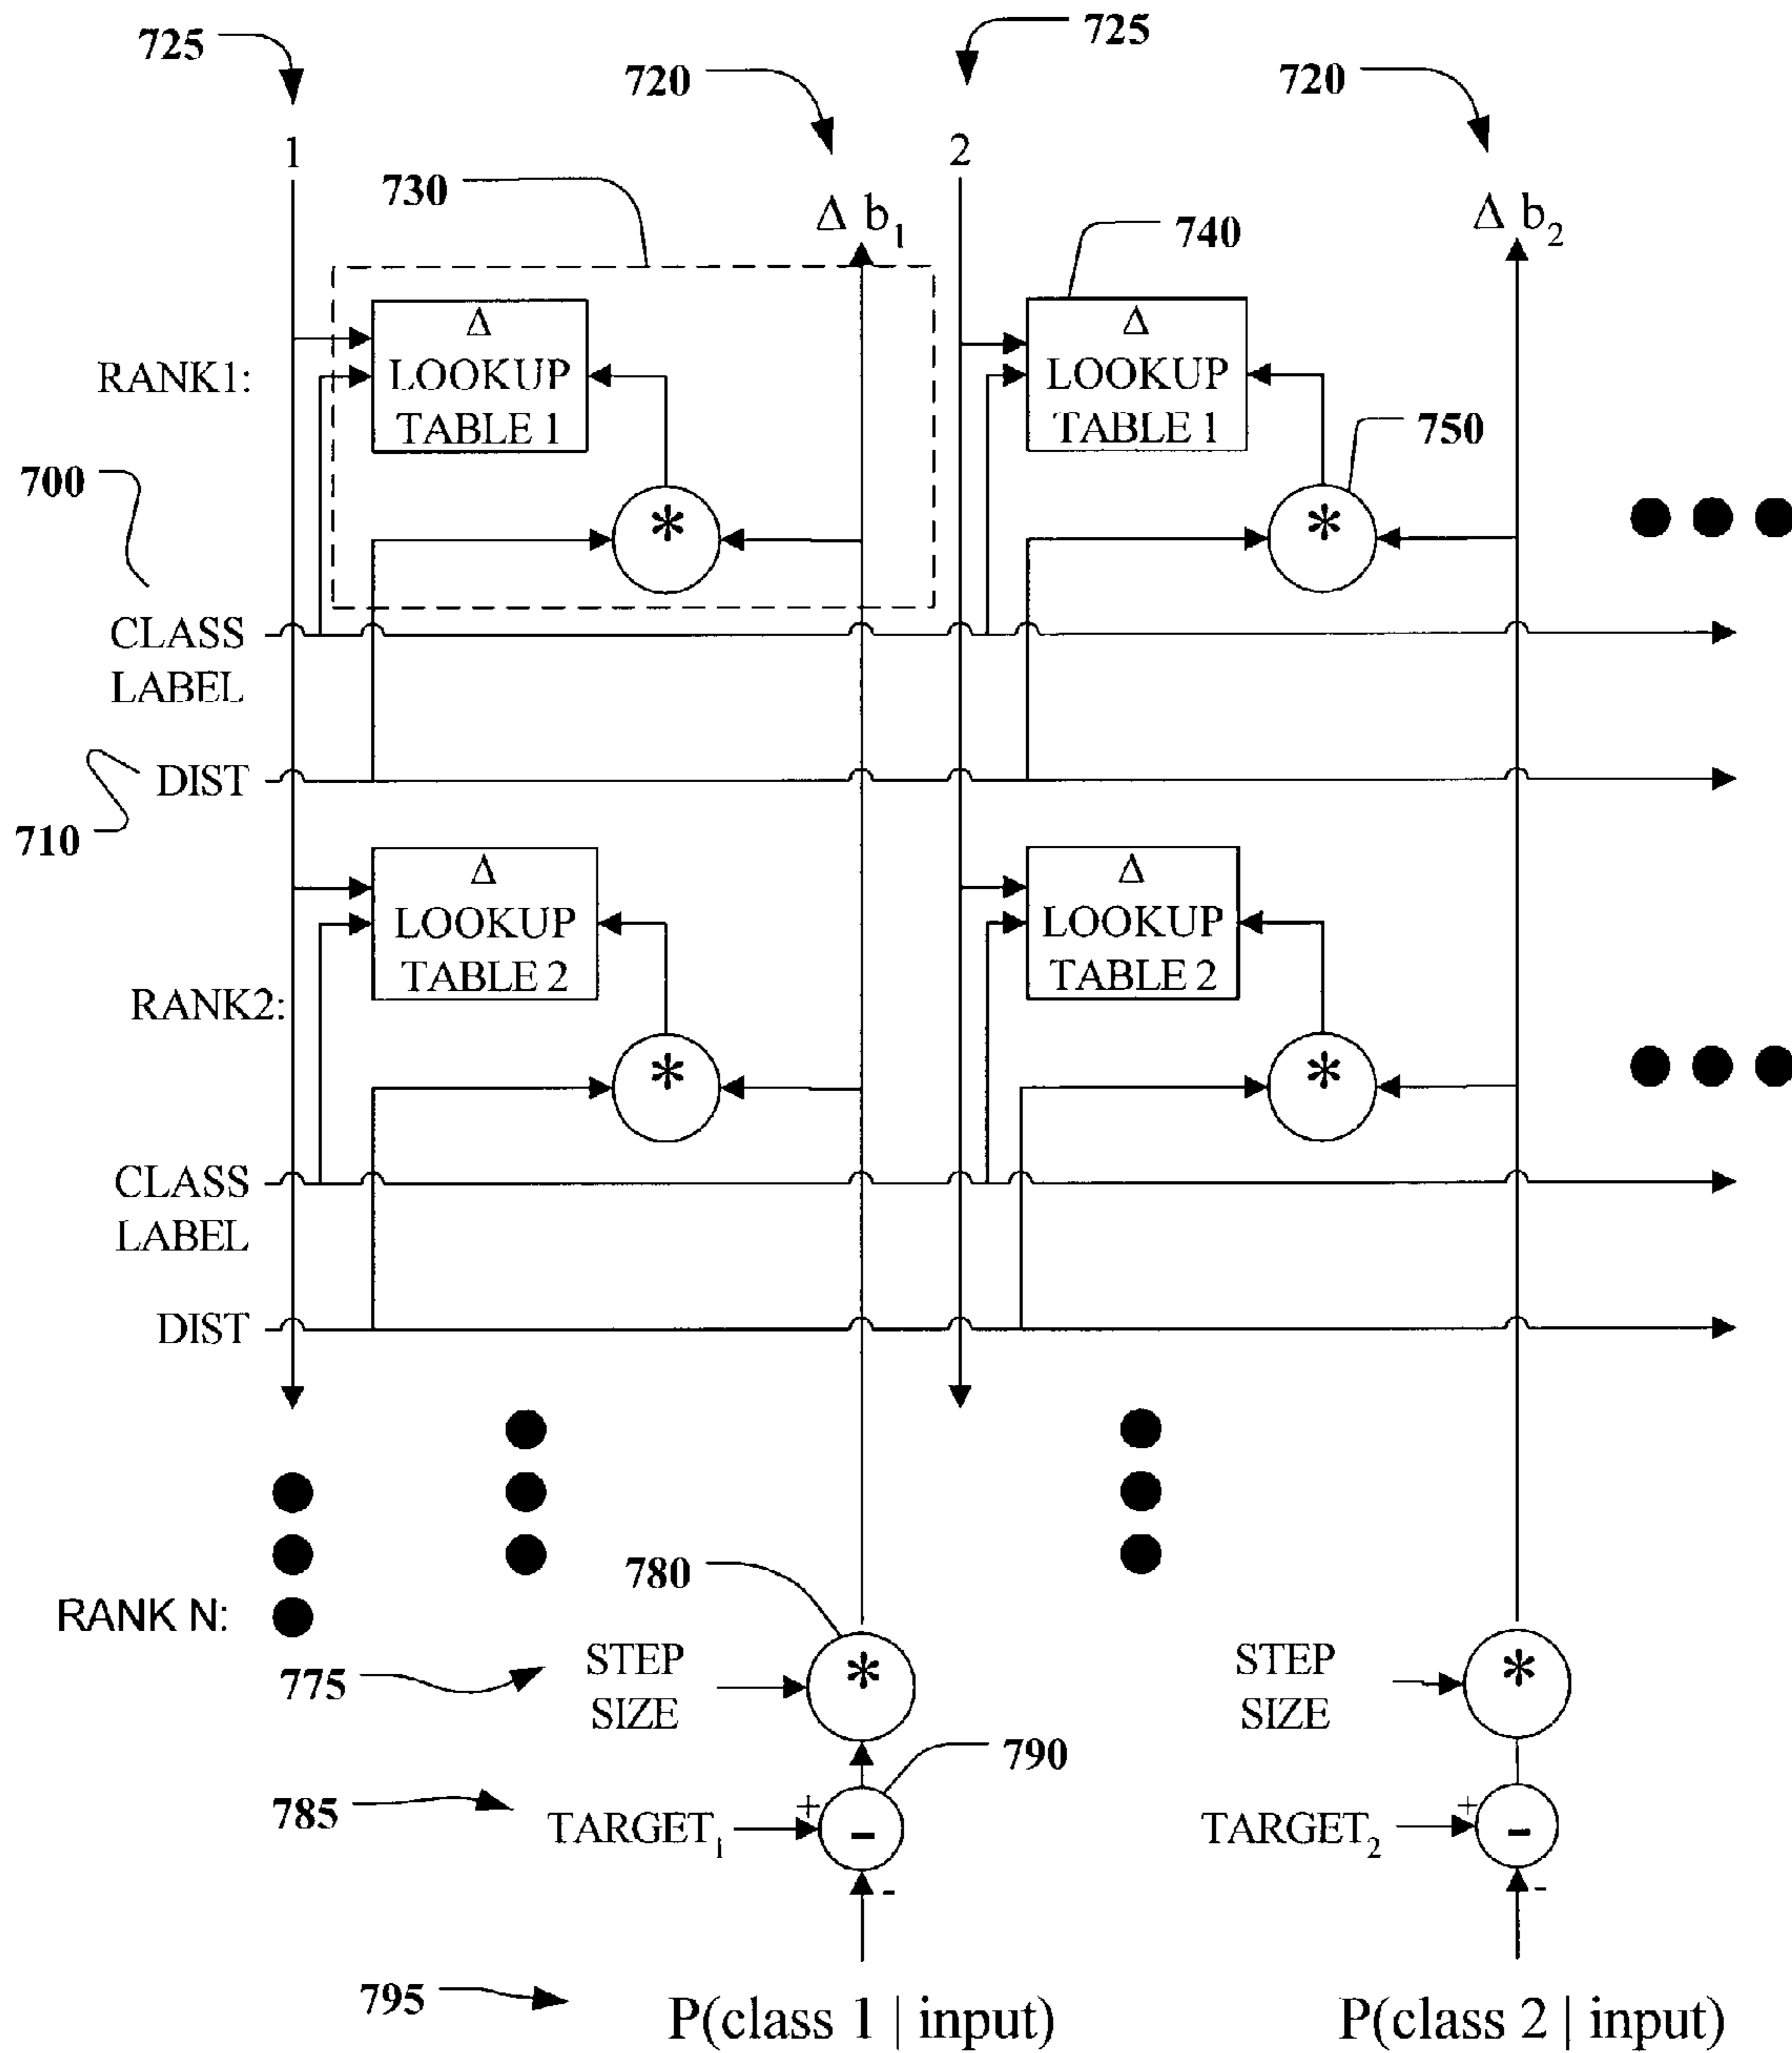 725 725
720 720
1 2
730
Δ b1 Δ b2
740
RANK1: Δ LOOKUP TABLE 1 Δ LOOKUP TABLE 1
750
700
* *
CLASS LABEL
DIST
710
RANK2: Δ LOOKUP TABLE 2 Δ LOOKUP TABLE 2
* *
CLASS LABEL
DIST
780
RANK N:
775 STEP SIZE * STEP SIZE *
790
785 TARGET1 + - TARGET2 + -
- -
795 P(class 1 | input) P(class 2 | input)